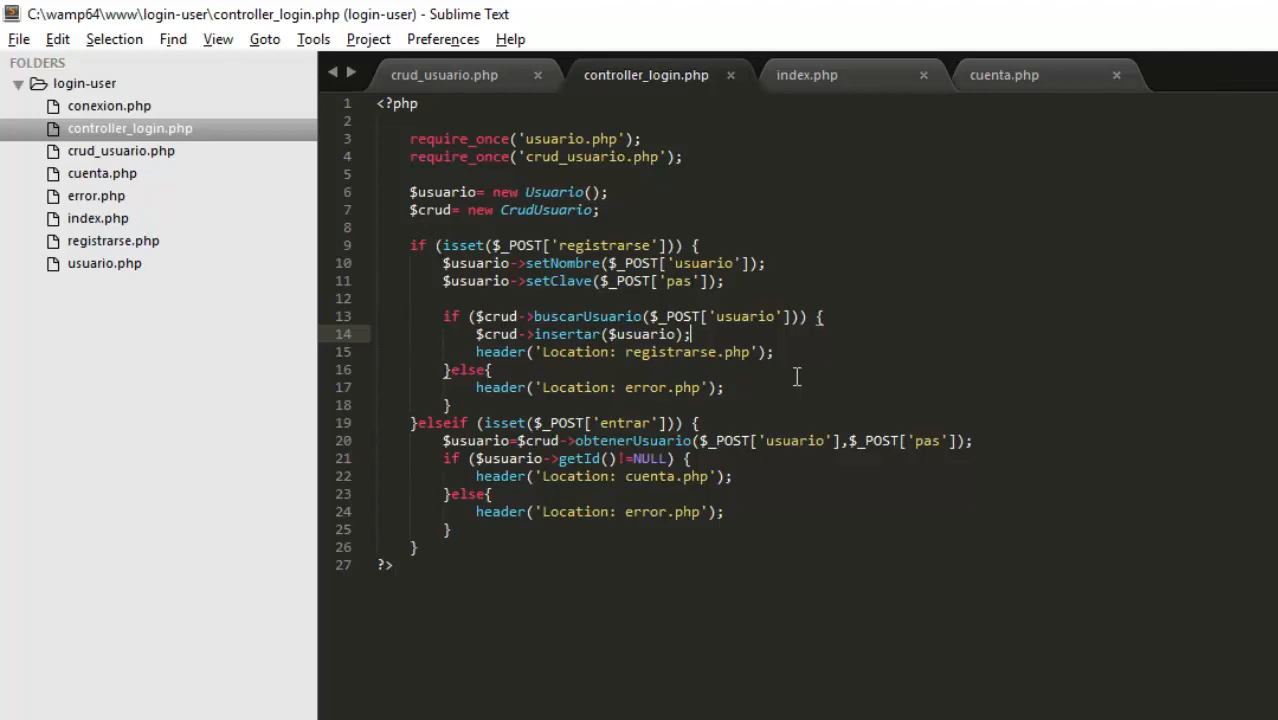 C:\wamp64\www\login-user\controller_login.php (login-user) - Sublime Text
File Edit Selection Find View Goto Tools Project Preferences Help
FOLDERS
login-user
conexion.php
controller_login.php
crud_usuario.php
cuenta.php
error.php
index.php
registrarse.php
usuario.php
crud_usuario.php × controller_login.php × index.php × cuenta.php ×
1 <?php
2
3 require_once('usuario.php');
4 require_once('crud_usuario.php');
5
6 $usuario= new Usuario();
7 $crud= new CrudUsuario;
8
9 if (isset($_POST['registrarse'])) {
10 $usuario->setNombre($_POST['usuario']);
11 $usuario->setClave($_POST['pas']);
12
13 if ($crud->buscarUsuario($_POST['usuario'])) {
14 $crud->insertar($usuario);
15 header('Location: registrarse.php');
16 }else{
17 header('Location: error.php');
18 }
19 }elseif (isset($_POST['entrar'])) {
20 $usuario=$crud->obtenerUsuario($_POST['usuario'],$_POST['pas']);
21 if ($usuario->getId()!=NULL) {
22 header('Location: cuenta.php');
23 }else{
24 header('Location: error.php');
25 }
26 }
27 ?>